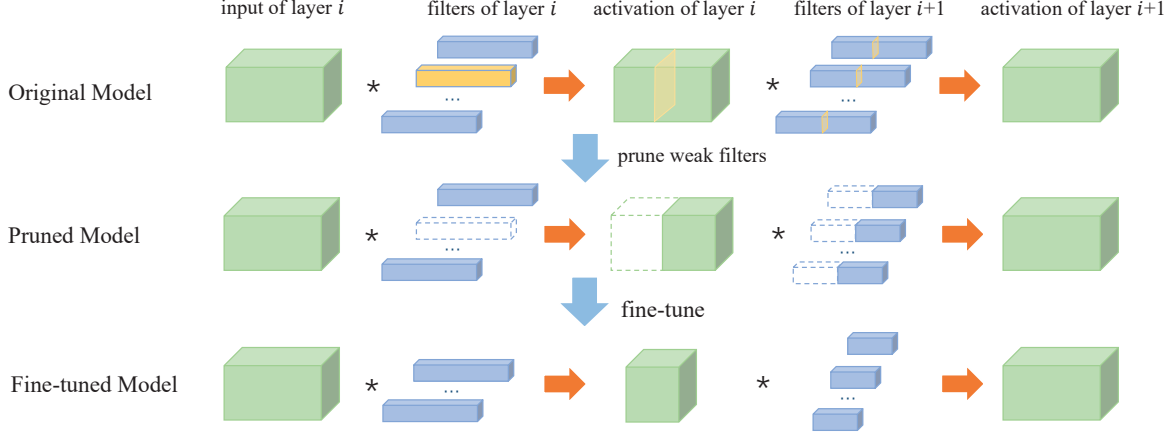 input of layer i
filters of layer i
activation of layer i
filters of layer i+1
activation of layer i+1
Original Model
*
...
*
...
prune weak filters
Pruned Model
*
...
*
...
fine-tune
Fine-tuned Model
*
...
*
...